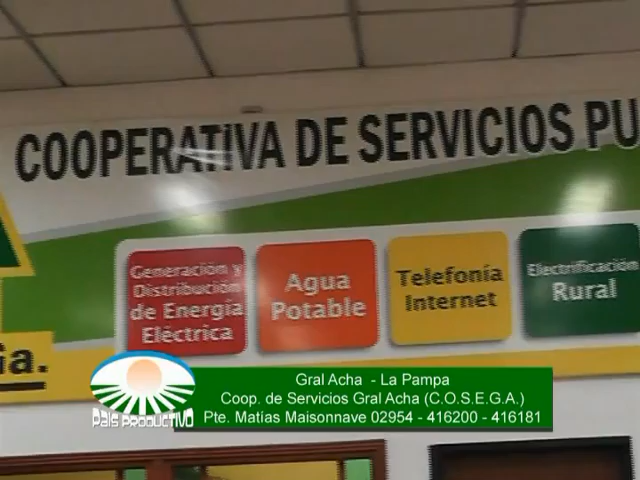 COOPERATIVA DE SERVICIOS PU
Generación y
Distribución
de Energía
Eléctrica
Agua
Potable
Telefonía
Internet
Electrificación
Rural
ia.
Gral Acha - La Pampa
Coop. de Servicios Gral Acha (C.O.S.E.G.A.)
Pte. Matías Maisonnave 02954 - 416200 - 416181
País PRODUCTIVO